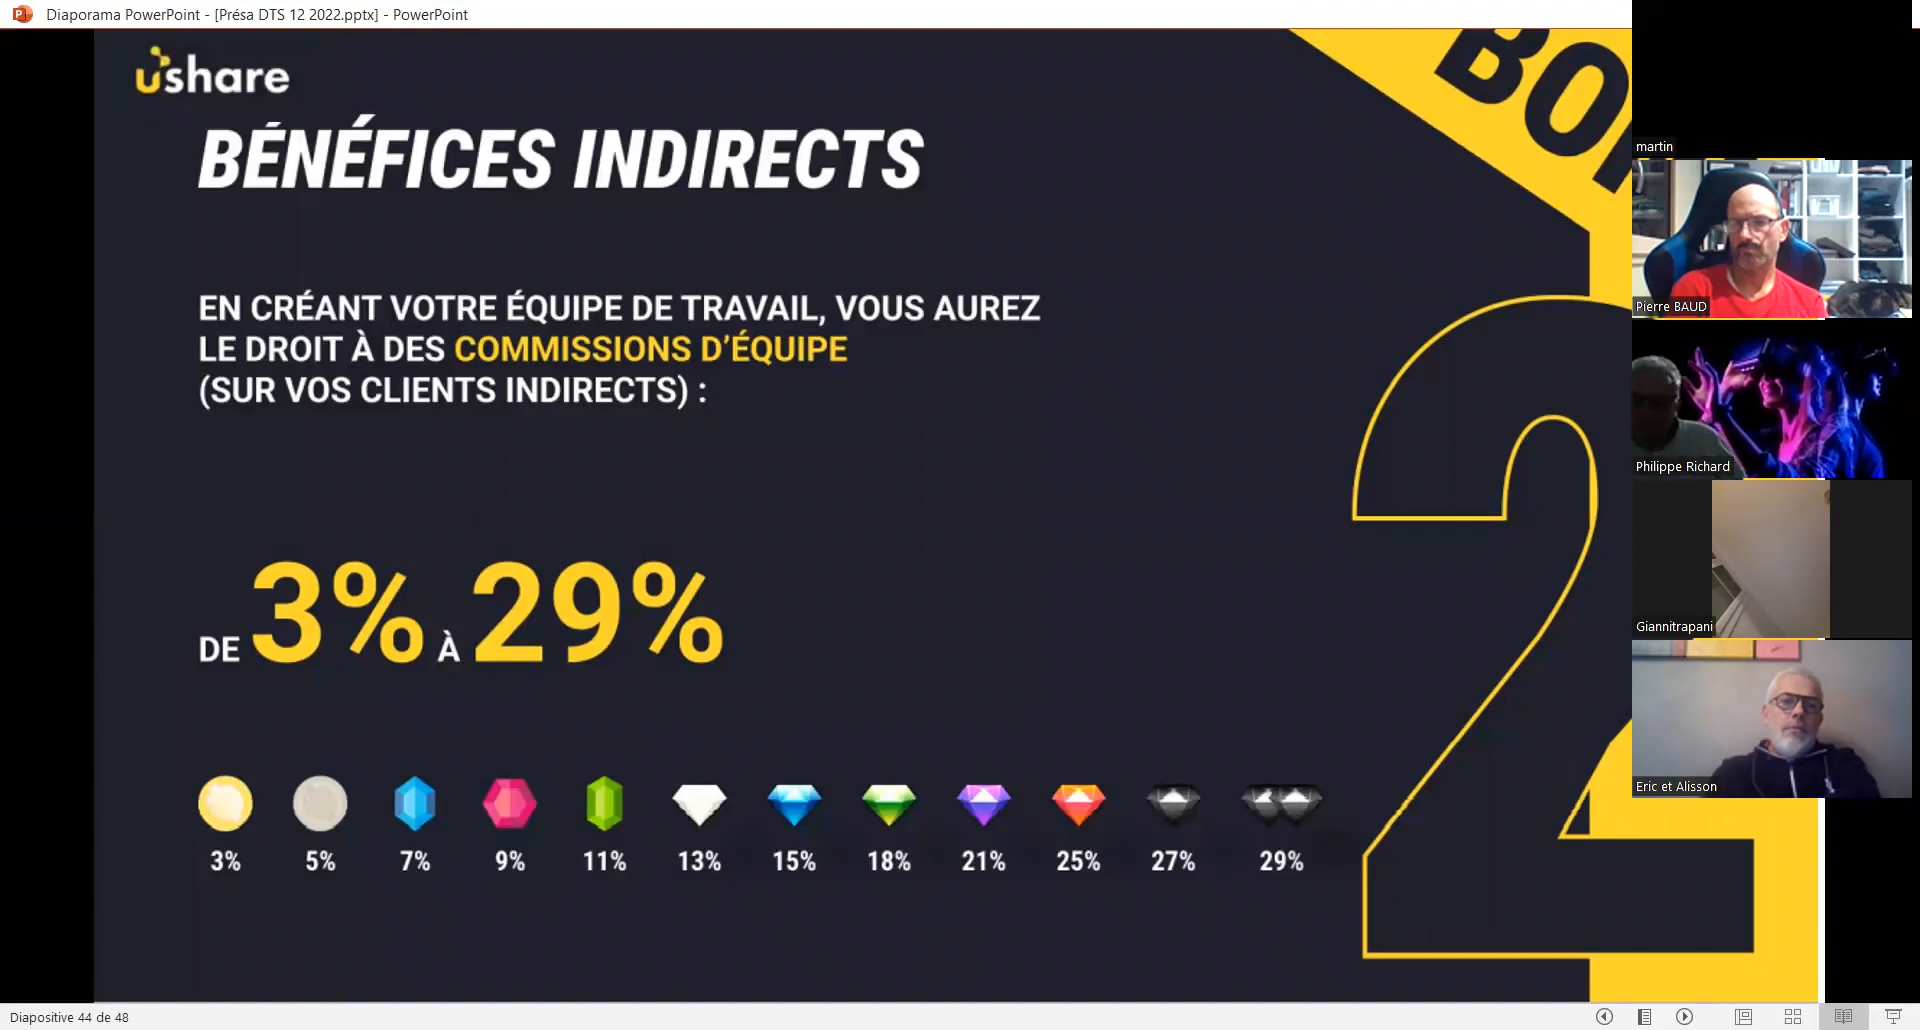 Diaporama PowerPoint - [Présa DTS 12 2022.pptx] - PowerPoint
u'share
BÉNÉFICES INDIRECTS
EN CRÉANT VOTRE ÉQUIPE DE TRAVAIL, VOUS AUREZ
LE DROIT À DES COMMISSIONS D'ÉQUIPE
(SUR VOS CLIENTS INDIRECTS) :
DE 3% À 29%
3% 5% 7% 9% 11% 13% 15% 18% 21% 25% 27% 29%
2
martin
Pierre BAUD
Philippe Richard
Giannitrapani
Eric et Alisson
Diapositive 44 de 48